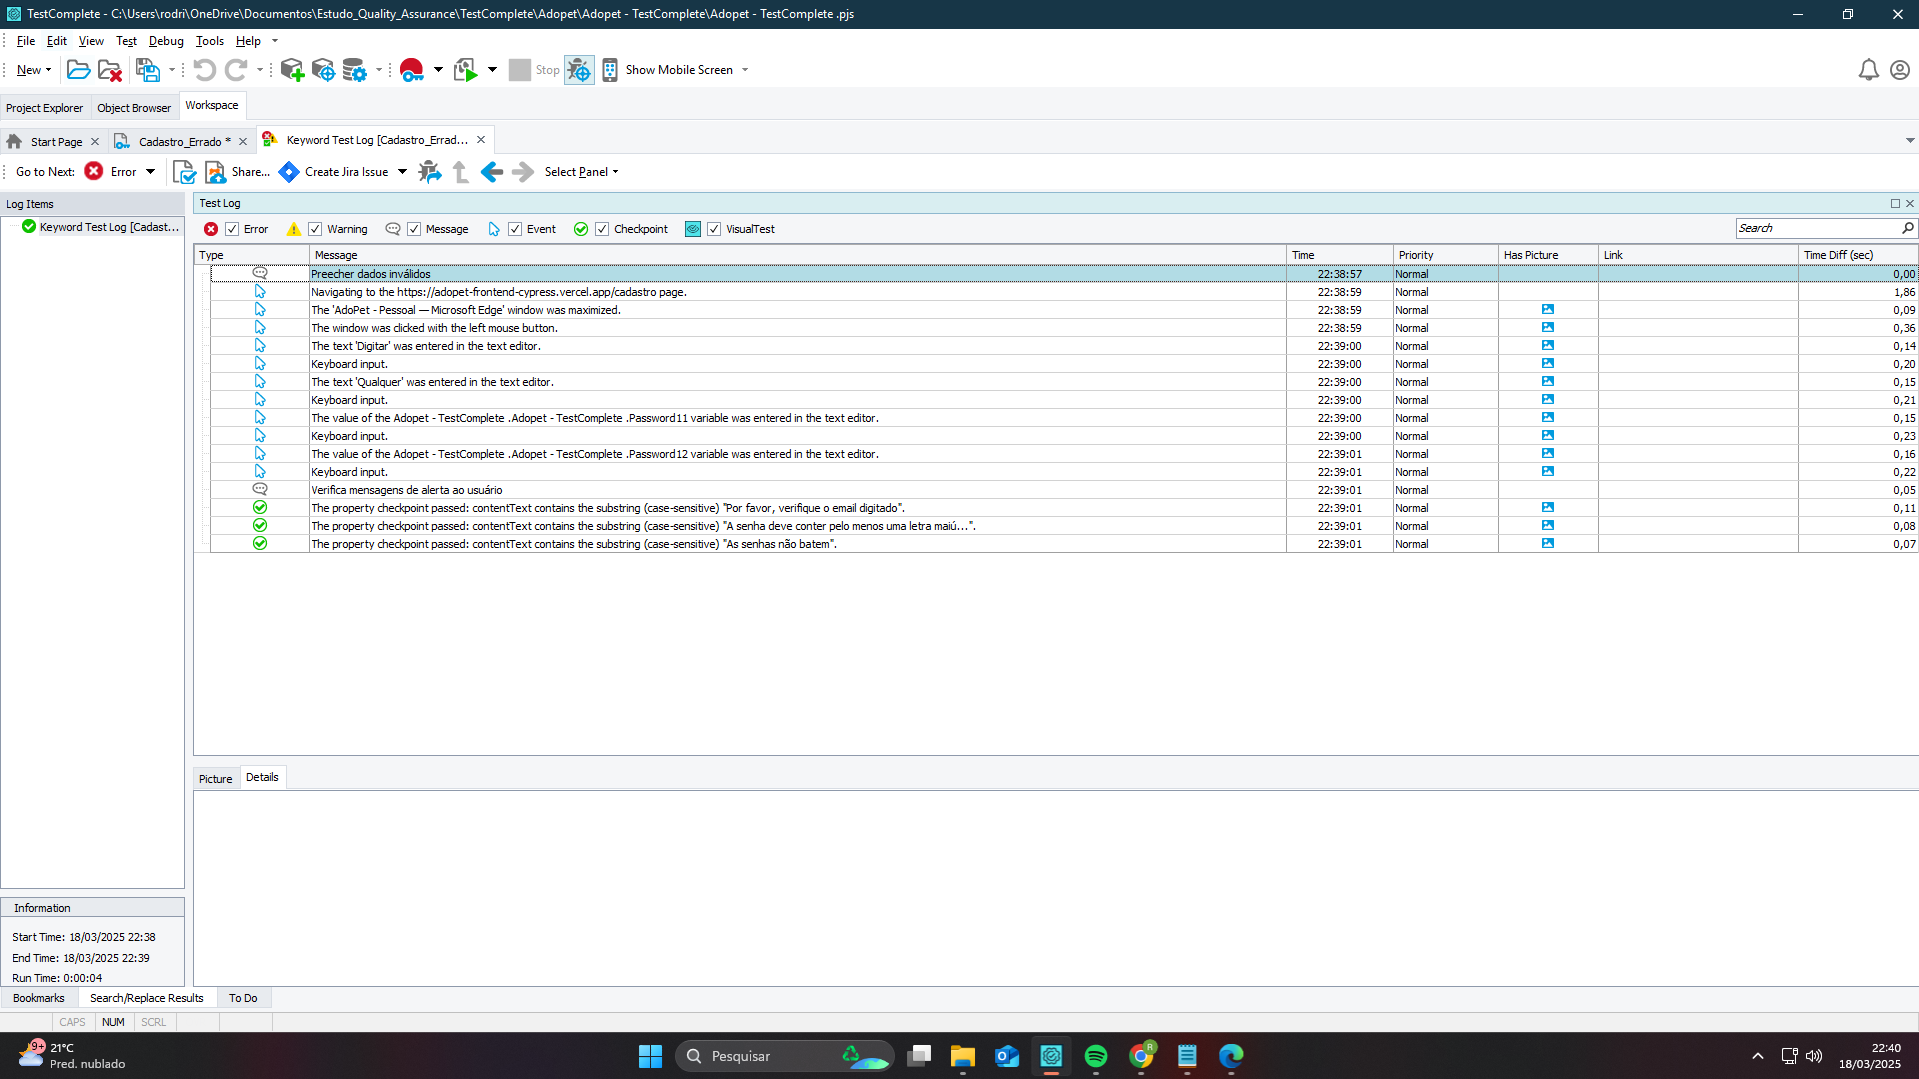 TestComplete - C:\Users\rodri\OneDrive\Documentos\Estudo_Quality_Assurance\TestComplete\Adopet\Adopet - TestComplete\Adopet - TestComplete .pjs
File Edit View Test Debug Tools Help
New Stop Show Mobile Screen
Project Explorer Object Browser Workspace
Start Page Cadastro_Errado * Keyword Test Log [Cadastro_Errad...
Go to Next: Error Share... Create Jira Issue Select Panel
Log Items
Keyword Test Log [Cadast...
Test Log
Error Warning Message Event Checkpoint VisualTest Search
Type Message Time Priority Has Picture Link Time Diff (sec)
Preecher dados inválidos 22:38:57 Normal 0,00
Navigating to the https://adopet-frontend-cypress.vercel.app/cadastro page. 22:38:59 Normal 1,86
The 'AdoPet - Pessoal — Microsoft Edge' window was maximized. 22:38:59 Normal 0,09
The window was clicked with the left mouse button. 22:38:59 Normal 0,36
The text 'Digitar' was entered in the text editor. 22:39:00 Normal 0,14
Keyboard input. 22:39:00 Normal 0,20
The text 'Qualquer' was entered in the text editor. 22:39:00 Normal 0,15
Keyboard input. 22:39:00 Normal 0,21
The value of the Adopet - TestComplete .Adopet - TestComplete .Password11 variable was entered in the text editor. 22:39:00 Normal 0,15
Keyboard input. 22:39:00 Normal 0,23
The value of the Adopet - TestComplete .Adopet - TestComplete .Password12 variable was entered in the text editor. 22:39:01 Normal 0,16
Keyboard input. 22:39:01 Normal 0,22
Verifica mensagens de alerta ao usuário 22:39:01 Normal 0,05
The property checkpoint passed: contentText contains the substring (case-sensitive) "Por favor, verifique o email digitado". 22:39:01 Normal 0,11
The property checkpoint passed: contentText contains the substring (case-sensitive) "A senha deve conter pelo menos uma letra maiú...". 22:39:01 Normal 0,08
The property checkpoint passed: contentText contains the substring (case-sensitive) "As senhas não batem". 22:39:01 Normal 0,07
Picture Details
Information
Start Time: 18/03/2025 22:38
End Time: 18/03/2025 22:39
Run Time: 0:00:04
Bookmarks Search/Replace Results To Do
CAPS NUM SCRL
9+ 21°C
Pred. nublado
Pesquisar
R
22:40
18/03/2025